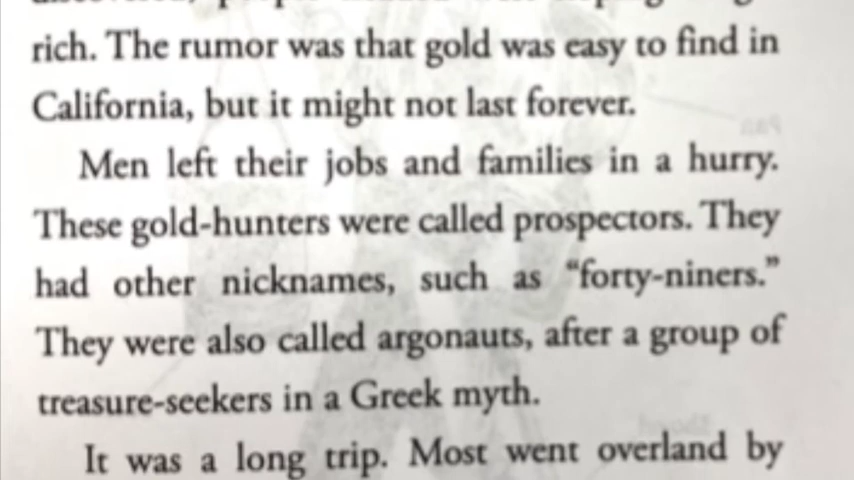 rich. The rumor was that gold was easy to find in
California, but it might not last forever.
Men left their jobs and families in a hurry.
These gold-hunters were called prospectors. They
had other nicknames, such as “forty-niners.”
They were also called argonauts, after a group of
treasure-seekers in a Greek myth.
It was a long trip. Most went overland by